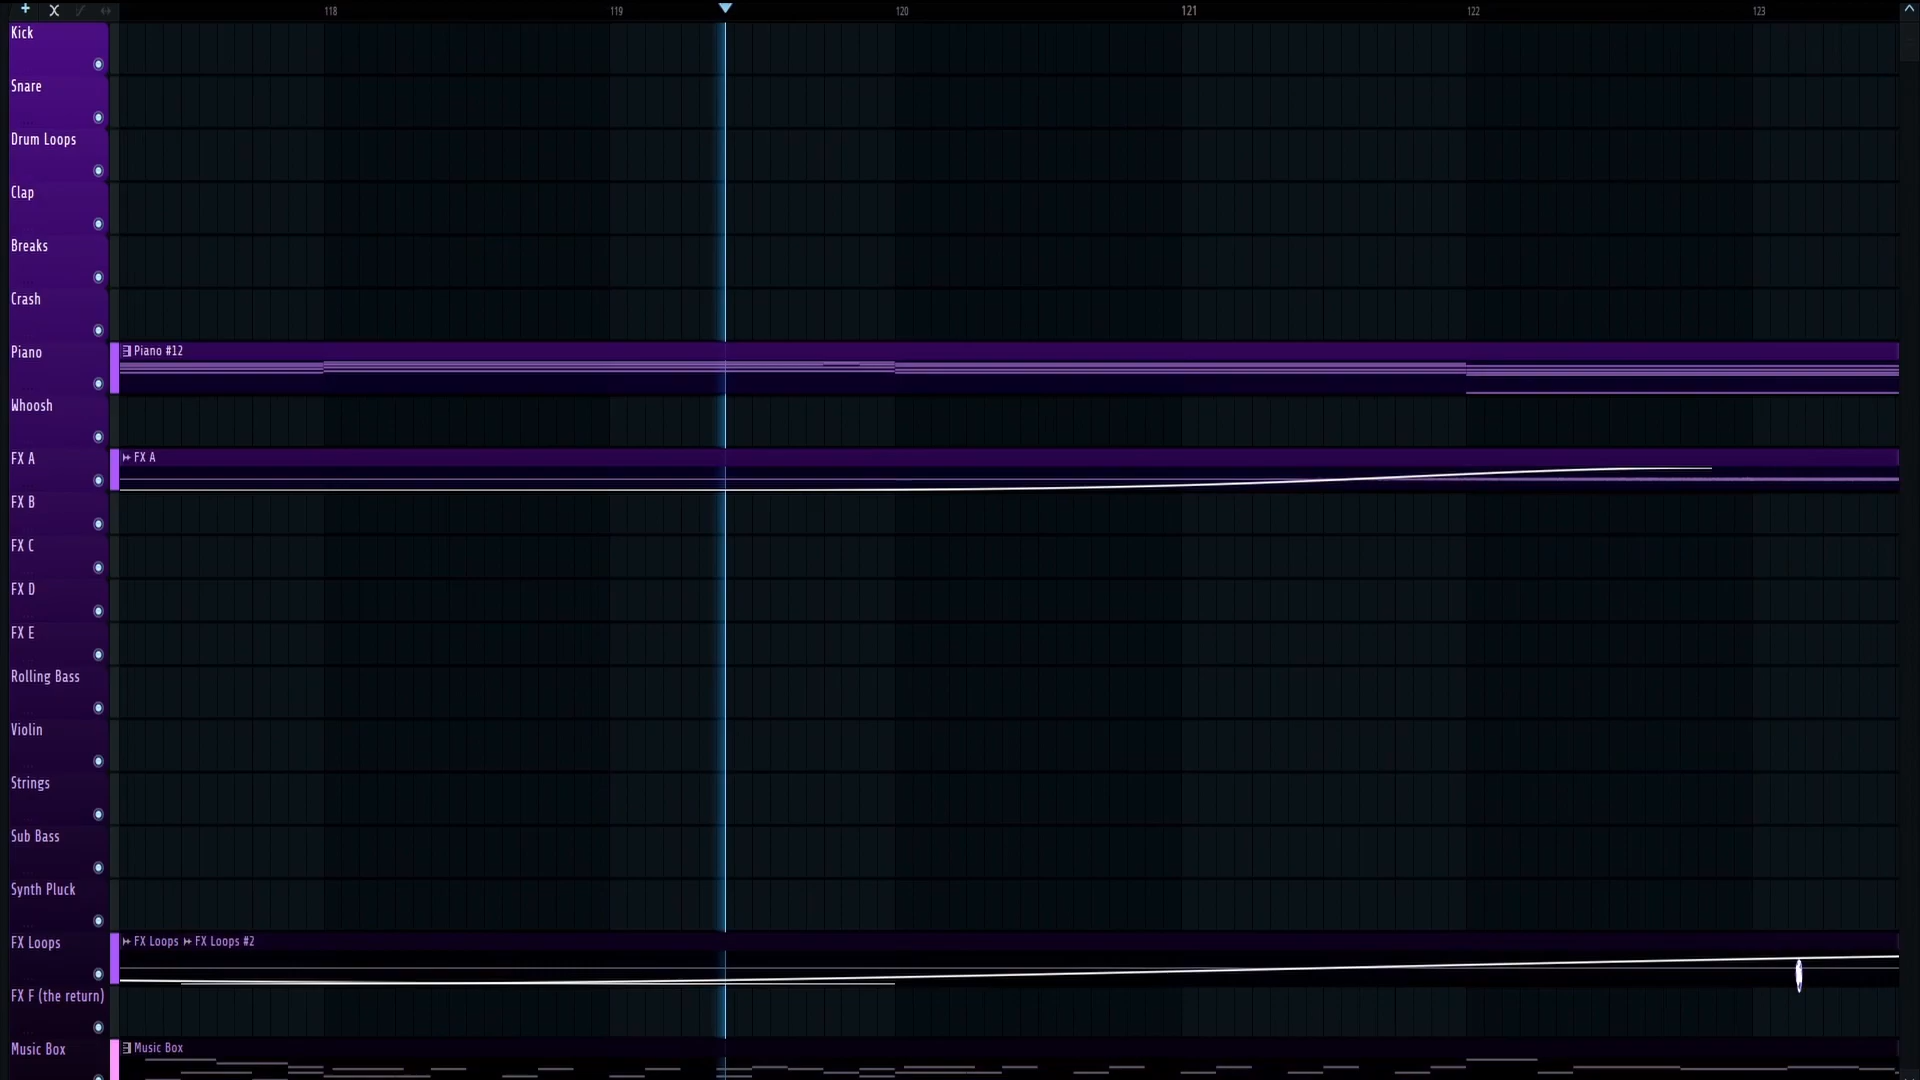 118 119 120 121 122 123
Kick
Snare
Drum Loops
Clap
Breaks
Crash
Piano
Piano #12
Whoosh
FX A
FX A
FX B
FX C
FX D
FX E
Rolling Bass
Violin
Strings
Sub Bass
Synth Pluck
FX Loops
FX Loops FX Loops #2
FX F (the return)
Music Box
Music Box